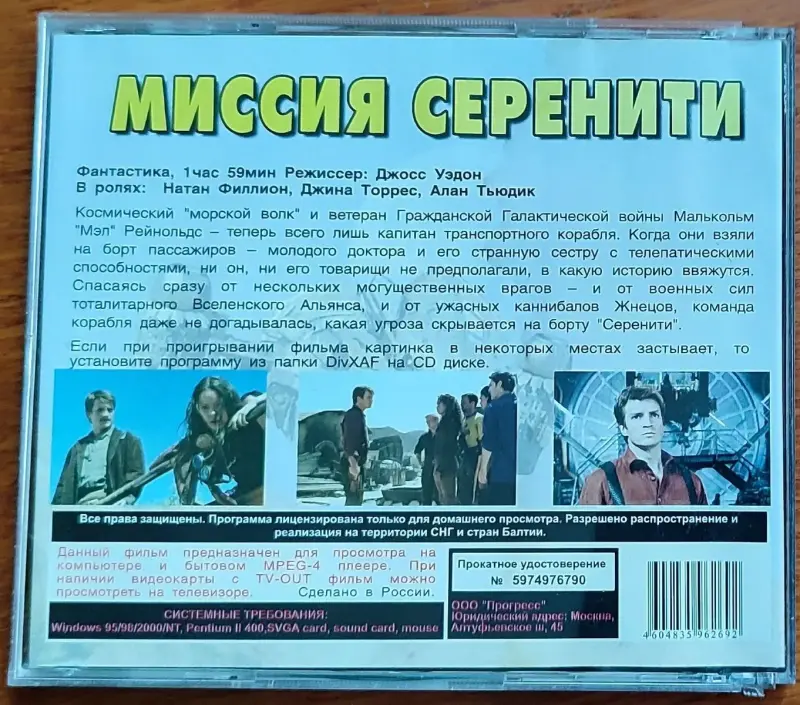 МИССИЯ СЕРЕНИТИ
Фантастика, 1час 59мин Режиссер: Джосс Уэдон
В ролях: Натан Филлион, Джина Торрес, Алан Тьюдик
Космический "морской волк" и ветеран Гражданской Галактической войны Малькольм
"Мэл" Рейнольдс – теперь всего лишь капитан транспортного корабля. Когда они взяли
на борт пассажиров – молодого доктора и его странную сестру с телепатическими
способностями, ни он, ни его товарищи не предполагали, в какую историю ввяжутся.
Спасаясь сразу от нескольких могущественных врагов – и от военных сил
тоталитарного Вселенского Альянса, и от ужасных каннибалов Жнецов, команда
корабля даже не догадывалась, какая угроза скрывается на борту "Серенити".
Если при проигрывании фильма картинка в некоторых местах застывает, то
установите программу из папки DivXAF на CD диске.
Все права защищены. Программа лицензирована только для домашнего просмотра. Разрешено распространение и
реализация на территории СНГ и стран Балтии.
Данный фильм предназначен для просмотра на
компьютере и бытовом MPEG-4 плеере. При
наличии видеокарты с TV-OUT фильм можно
просмотреть на телевизоре. Сделано в России.
СИСТЕМНЫЕ ТРЕБОВАНИЯ:
Windows 95/98/2000/NT, Pentium II 400,SVGA card, sound card, mouse
Прокатное удостоверение
№ 5974976790
ООО "Прогресс"
Юридический адрес: Москва,
Алтуфьевское ш, 45
4604835962692